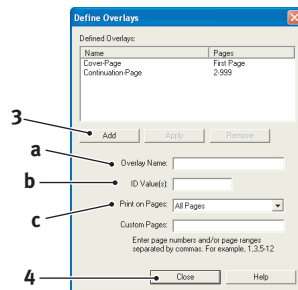 Define Overlays
Defined Overlays:
Name Pages
Cover-Page First Page
Continuation-Page 2-999
3 Add Apply Remove
a Overlay Name:
b ID Value(s):
c Print on Pages: All Pages
Custom Pages:
Enter page numbers and/or page ranges
separated by commas. For example, 1,3,5-12
4 Close Help